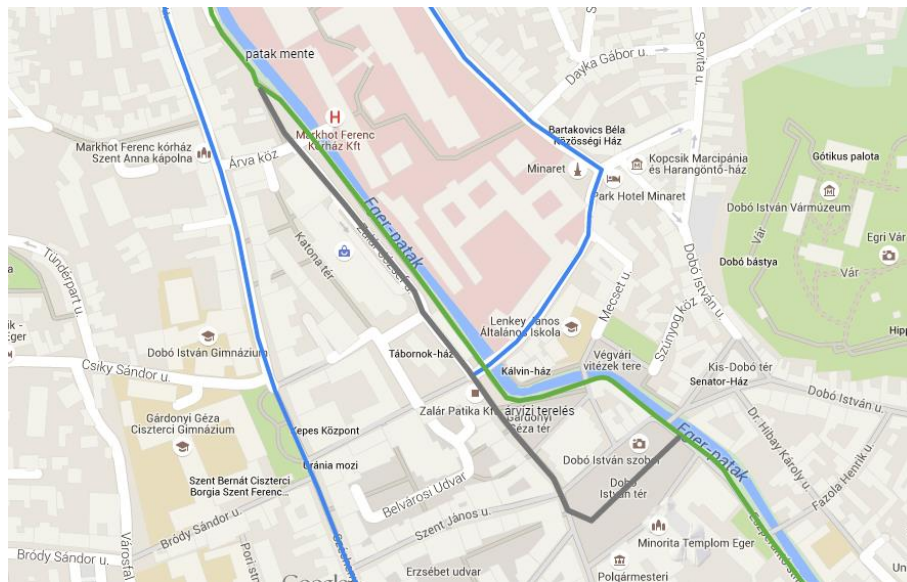 patak mente
Dayka Gábor u.
Servita u.
Markhot Ferenc
Kórház Kft
Bartakovics Béla
Közösségi Ház
Minaret
Kopcsik Marcipánia
és Harangöntő-ház
Park Hotel Minaret
Gótikus palota
Dobó István Vármúzeum
Egri Vár
Vár
Vár
Dobó bástya
Markhot Ferenc kórház
Szent Anna kápolna
Árva köz
Eger-patak
Zalár József u.
Katona tér
Tündérpart u.
Dobó István u.
Mecset u.
Szúnyog köz
Lenkey János
Általános Iskola
Dobó István Gimnázium
Csiky Sándor u.
Tábornok-ház
Kálvin-ház
Végvári
vitézek tere
Kis-Dobó tér
Senator-Ház
Dobó István u.
Gárdonyi Géza
Ciszterci Gimnázium
Kepes Központ
Zalár Patika Kft
árvízi terelés
Gárdonyi
Géza tér
Eger-patak
Dr. Hibay Károly u.
Fazola Henrik u.
Uránia mozi
Dobó István szobor
Dobó
István tér
Szent Bernát Ciszterci
Borgia Szent Ferenc...
Belvárosi Udvar
Szent János u.
Bródy Sándor u.
Bródy Sándor u.
Városfal
Minorita Templom Eger
Erzsébet udvar
Polgármesteri
Google